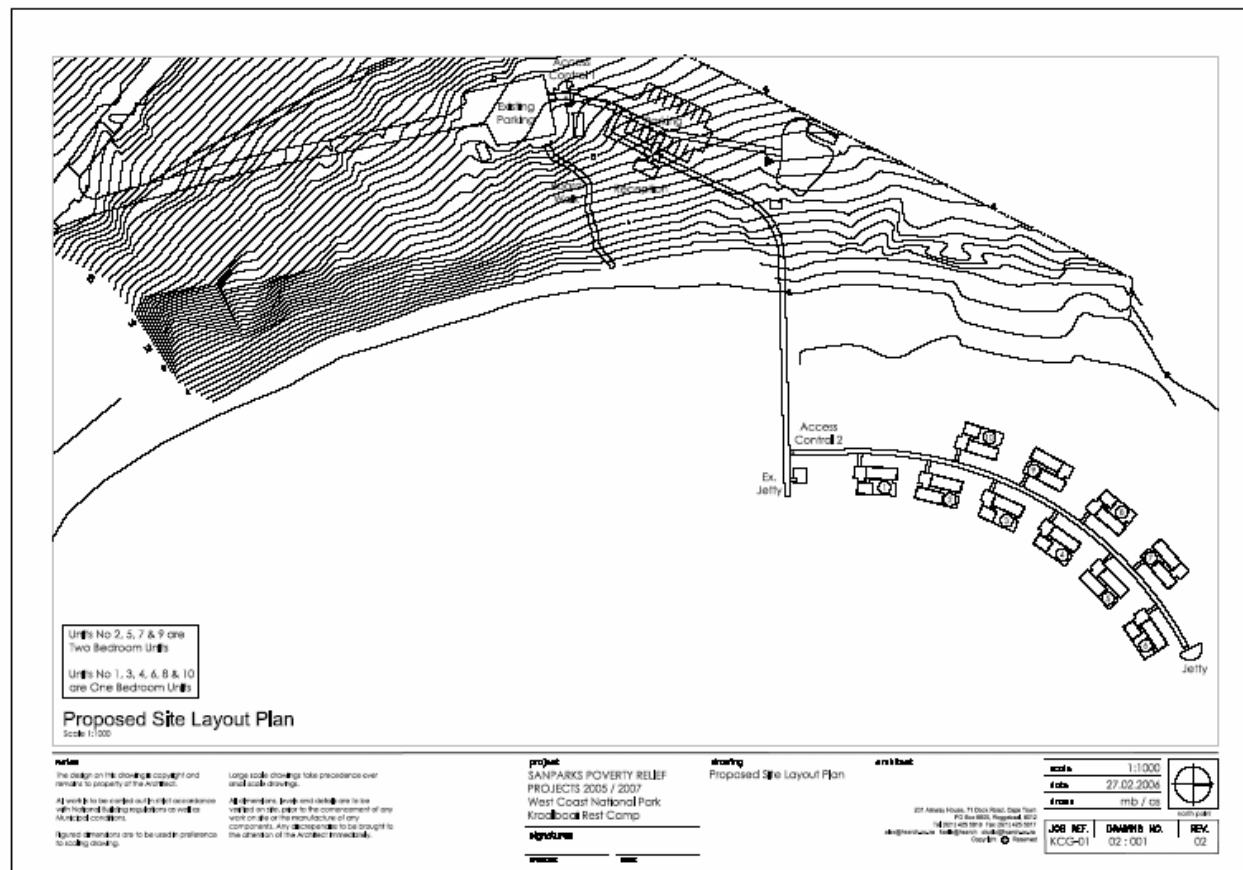 Access
Control 1
Existing
Parking
Parking
Reception
Access
Control 2
Ex.
Jetty
Jetty
Units No 2, 5, 7 & 9 are
Two Bedroom Units
Units No 1, 3, 4, 6, 8 & 10
are One Bedroom Units
Proposed Site Layout Plan
Scale 1:1000
notes
The design on this drawing is copyright and
remains to property of the Architect.
All work is to be carried out in strict accordance
with National Building regulations as well as
Municipal conditions.
Figured dimensions are to be used in preference
to scaling drawing.
Large scale drawings take precedence over
small scale drawings.
All dimensions, levels and details are to be
verified on site, prior to the commencement of any
work on site or the manufacture of any
components. Any discrepancies to be brought to
the attention of the Architect immediately.
project
SANPARKS POVERTY RELIEF
PROJECTS 2005 / 2007
West Coast National Park
Kraalbaai Rest Camp
signatures
drawing
Proposed Site Layout Plan
architect
Dock Road, Cape Town
Copyright Reserved
scale 1:1000
date 27.02.2006
drawn mb / as
north point
JOB REF. DRAWING NO. REV.
KCG-01 02 : 001 02